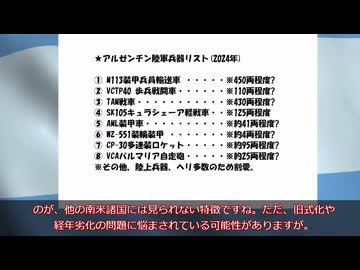 ★アルゼンチン陸軍兵器リスト(2024年)
① M113装甲兵員輸送車 ・・・・・※450両程度?
② VCTP40 歩兵戦闘車・・・・・・※110両程度?
③ TAM戦車・・・・・・・・・・※430両程度?
④ SK105キュラシェーア軽戦車・・※125両
⑤ AML装甲車・・・・・・・・・※約41両程度?
⑥ WZ-551装輪装甲 ・・・・・・※約4両程度?
⑦ CP-30多連装ロケット・・・・※約95両程度?
⑧ VCAパルマリア自走砲・・・・※約25両程度?
※その他、陸上兵器、ヘリ多数のため割愛。
のが、他の南米諸国には見られない特徴ですね。ただ、旧式化や
経年劣化の問題に悩まされている可能性がありますが。